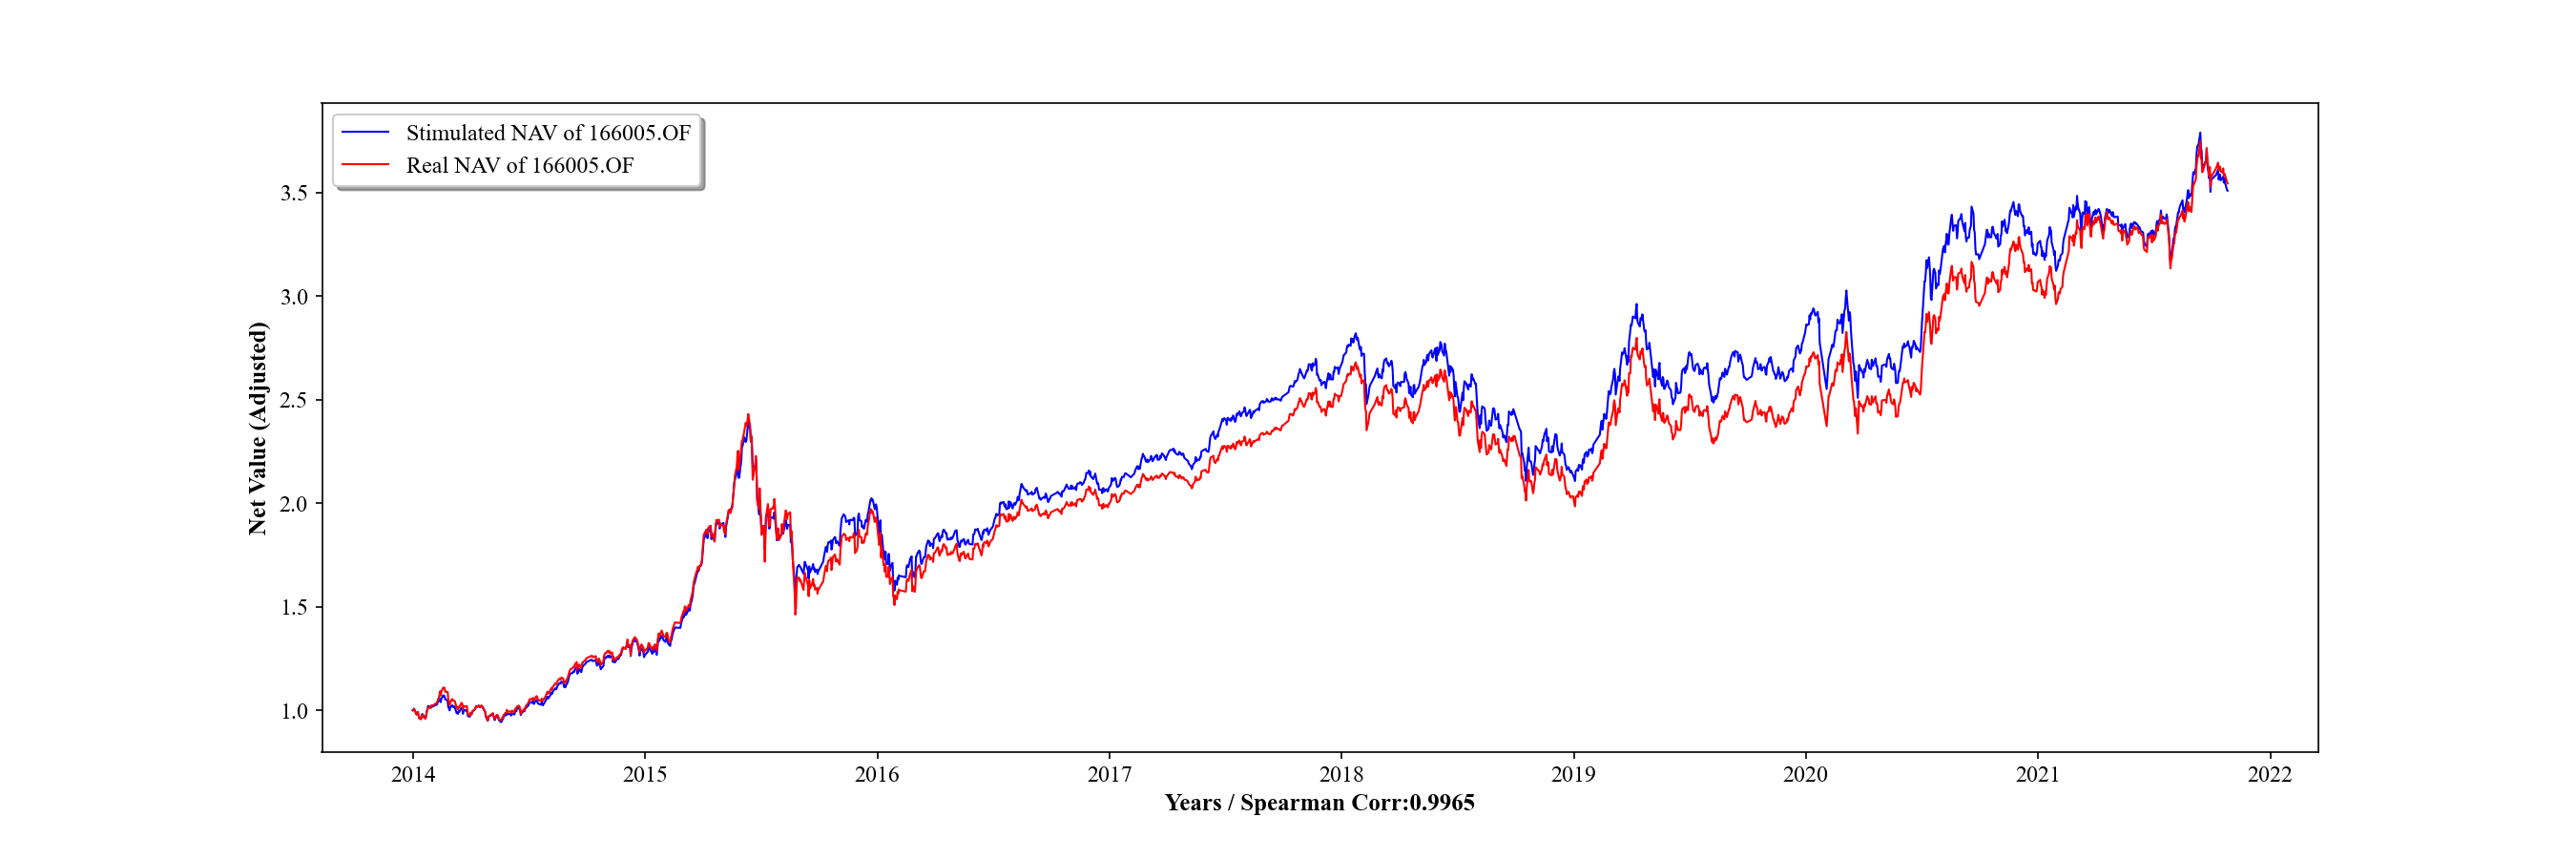 Stimulated NAV of 166005.OF
Real NAV of 166005.OF
3.5
3.0
2.5
2.0
1.5
1.0
Net Value (Adjusted)
2014 2015 2016 2017 2018 2019 2020 2021 2022
Years / Spearman Corr:0.9965